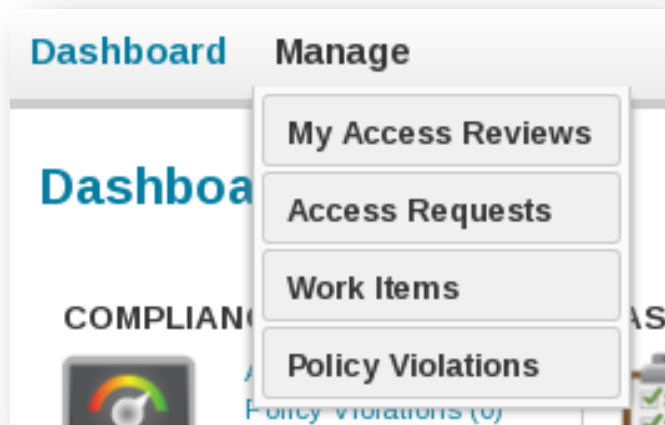 Dashboard Manage
My Access Reviews
Access Requests
Work Items
Policy Violations
Dashboa
COMPLIAN
AS
Policy Violations (0)